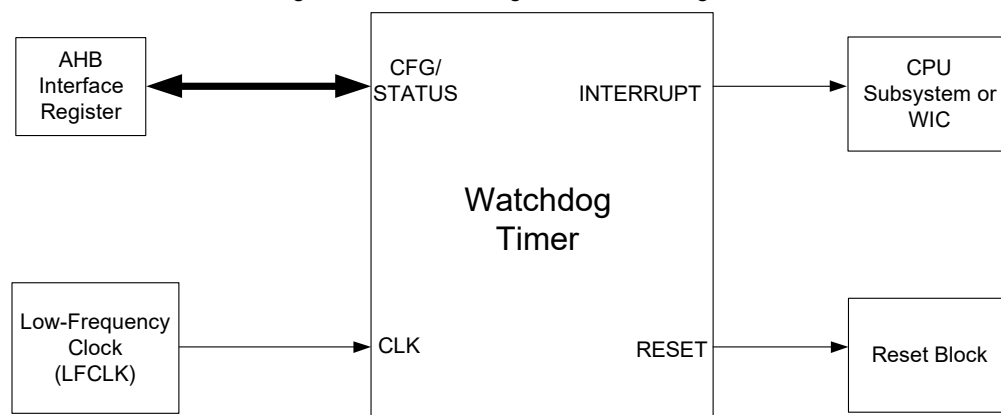 AHB
Interface
Register
CFG/
STATUS
INTERRUPT
CPU
Subsystem or
WIC
Watchdog
Timer
Low-Frequency
Clock
(LFCLK)
CLK
RESET
Reset Block